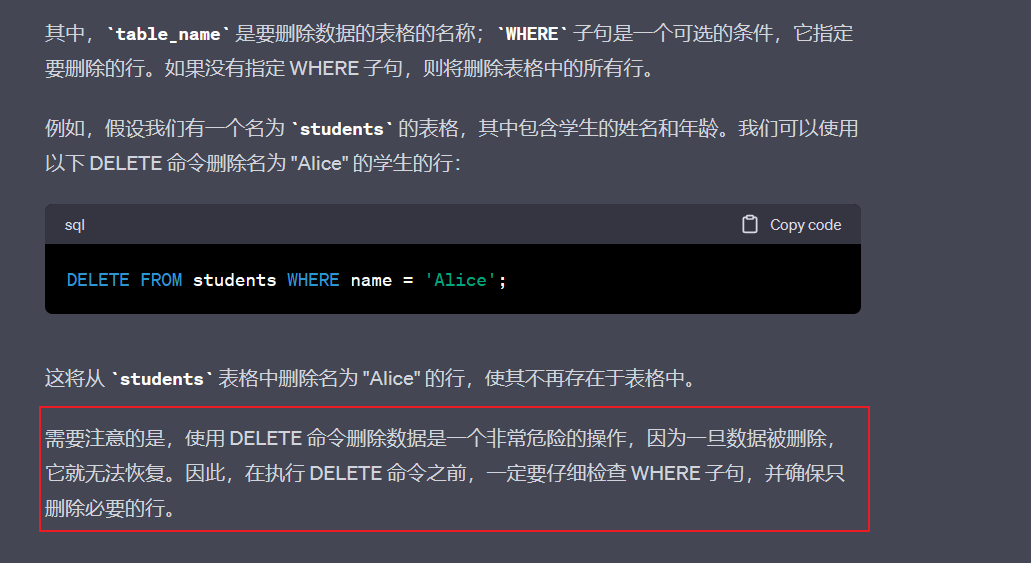 其中，`table_name` 是要删除数据的表格的名称；`WHERE` 子句是一个可选的条件，它指定
要删除的行。如果没有指定 WHERE 子句，则将删除表格中的所有行。
例如，假设我们有一个名为 `students` 的表格，其中包含学生的姓名和年龄。我们可以使用
以下 DELETE 命令删除名为 "Alice" 的学生的行：
sql
Copy code
DELETE FROM students WHERE name = 'Alice';
这将从 `students` 表格中删除名为 "Alice" 的行，使其不再存在于表格中。
需要注意的是，使用 DELETE 命令删除数据是一个非常危险的操作，因为一旦数据被删除，
它就无法恢复。因此，在执行 DELETE 命令之前，一定要仔细检查 WHERE 子句，并确保只
删除必要的行。